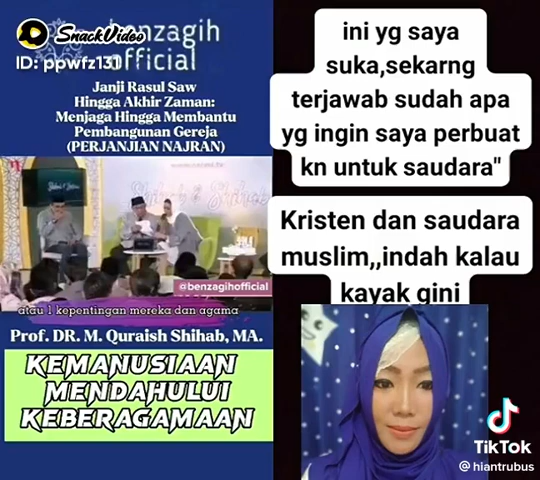 SnackVideo
ID: ppwfz131
benzagih
official
Janji Rasul Saw
Hingga Akhir Zaman:
Menjaga Hingga Membantu
Pembangunan Gereja
(PERJANJIAN NAJRAN)
@benzagihofficial
atau 1 kepentingan mereka dan agama
Prof. DR. M. Quraish Shihab, MA.
KEMANUSIAAN
MENDAHULUI
KEBERAGAMAAN
ini yg saya
suka,sekarng
terjawab sudah apa
yg ingin saya perbuat
kn untuk saudara"
Kristen dan saudara
muslim,,indah kalau
kayak gini
TikTok
@hiantrubus